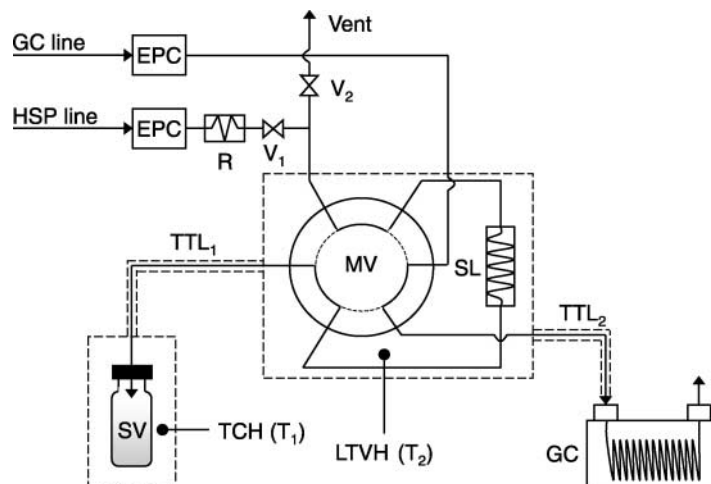 Vent
GC line
EPC
V₂
HSP line
EPC
R
V₁
TTL₁
MV
SL
TTL₂
SV
TCH (T₁)
LTVH (T₂)
GC